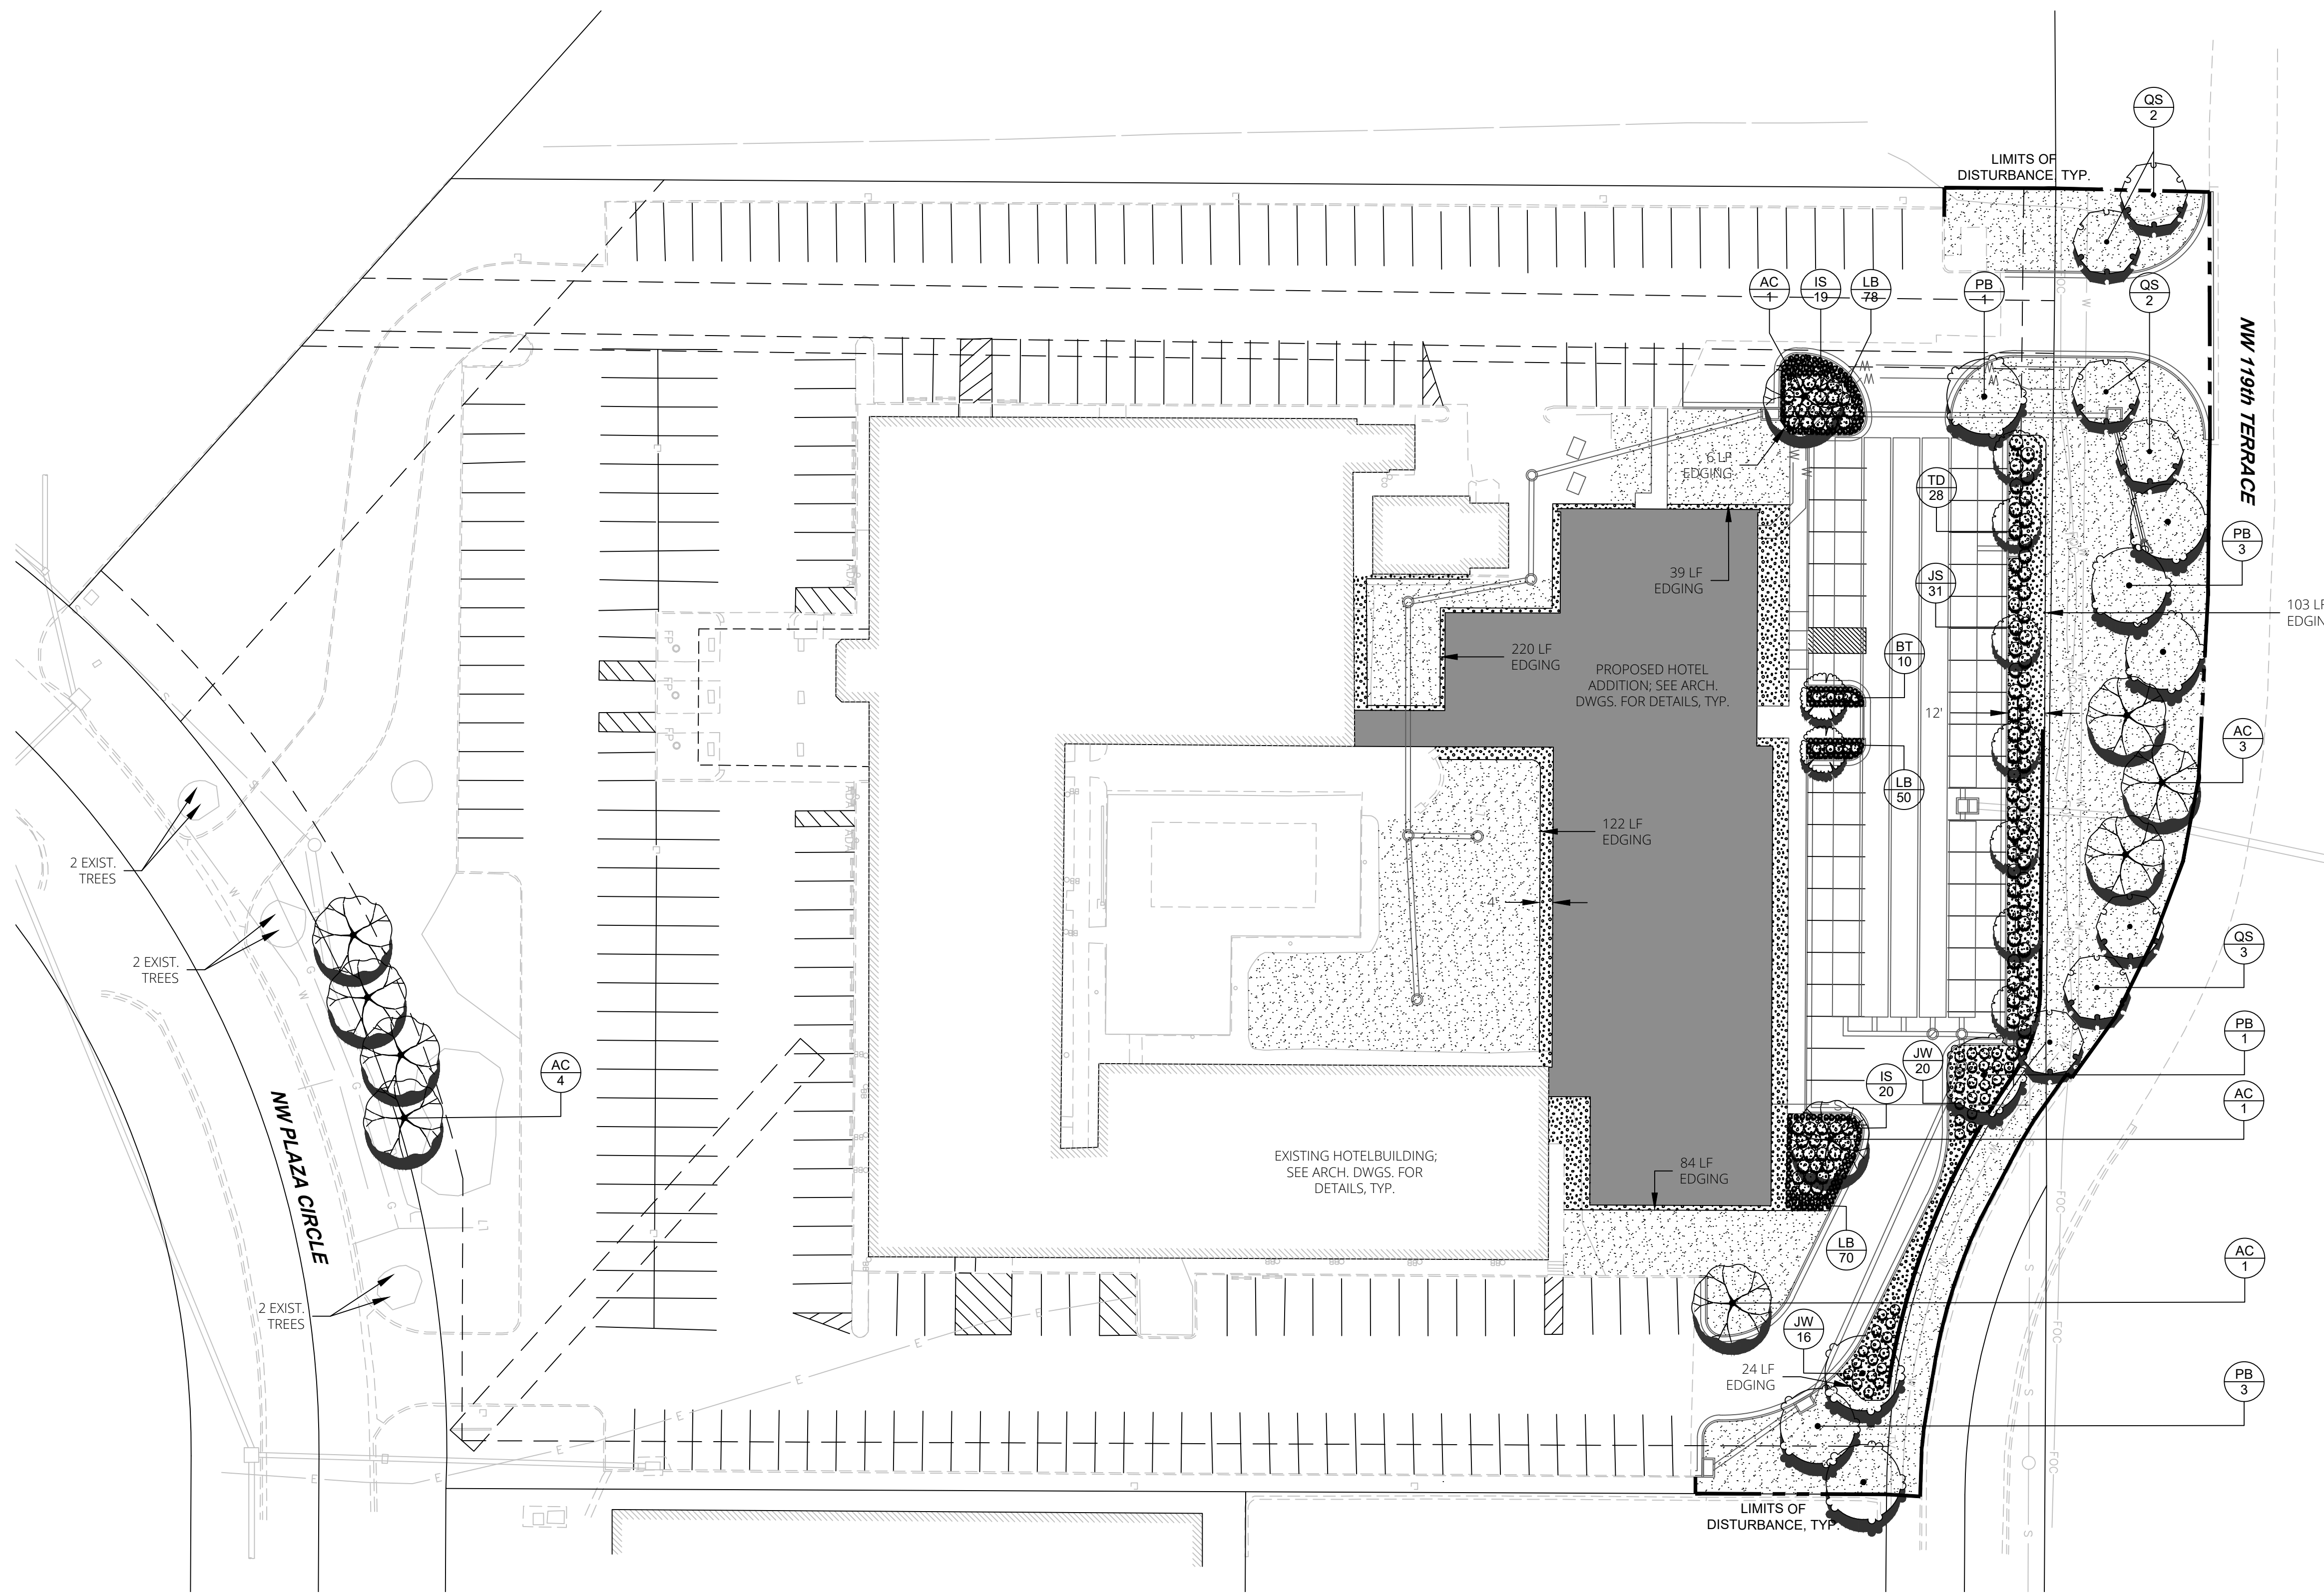 QS
2
LIMITS OF
DISTURBANCE, TYP.
AC
1
IS
19
LB
78
PB
1
QS
2
NW 119th TERRACE
6 LF
EDGING
TD
28
PB
3
39 LF
EDGING
JS
31
103 LF
220 LF
EDGING
PROPOSED HOTEL
ADDITION; SEE ARCH.
DWGS. FOR DETAILS, TYP.
BT
10
12'
AC
3
LB
50
122 LF
EDGING
2 EXIST.
TREES
4'
2 EXIST.
TREES
QS
3
PB
1
AC
4
JW
20
IS
20
AC
1
NW PLAZA CIRCLE
EXISTING HOTELBUILDING;
SEE ARCH. DWGS. FOR
DETAILS, TYP.
84 LF
EDGING
LB
70
AC
1
2 EXIST.
TREES
JW
16
24 LF
EDGING
PB
3
LIMITS OF
DISTURBANCE, TYP.
E
E
E
E
E
E
E
FOC
FOC
FOC
S
S
S
S